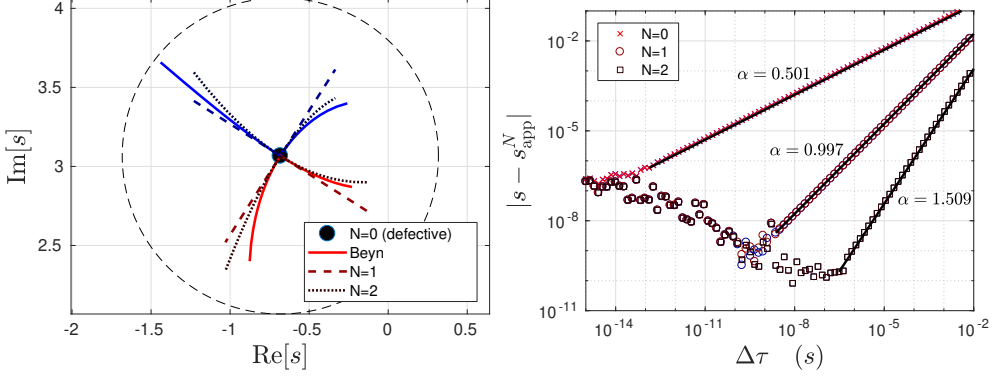 4
3.5
3
2.5
Im[s]
-2
-1.5
-1
-0.5
0
0.5
Re[s]
N=0 (defective)
Beyn
N=1
N=2
10^-2
10^-5
10^-8
10^-11
|s − s^N_app|
N=0
N=1
N=2
α = 0.501
α = 0.997
α = 1.509
10^-14
10^-11
10^-8
10^-5
10^-2
Δτ (s)